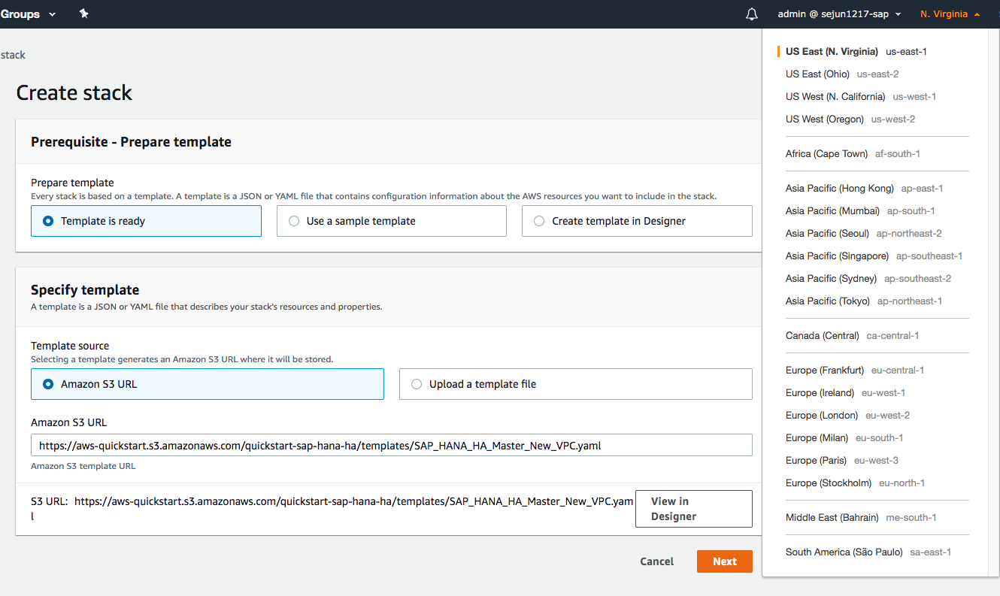 Groups
admin @ sejun1217-sap
N. Virginia
stack
Create stack
Prerequisite - Prepare template
Prepare template
Every stack is based on a template. A template is a JSON or YAML file that contains configuration information about the AWS resources you want to include in the stack.
Template is ready
Use a sample template
Create template in Designer
Specify template
A template is a JSON or YAML file that describes your stack's resources and properties.
Template source
Selecting a template generates an Amazon S3 URL where it will be stored.
Amazon S3 URL
Upload a template file
Amazon S3 URL
https://aws-quickstart.s3.amazonaws.com/quickstart-sap-hana-ha/templates/SAP_HANA_HA_Master_New_VPC.yaml
Amazon S3 template URL
S3 URL: https://aws-quickstart.s3.amazonaws.com/quickstart-sap-hana-ha/templates/SAP_HANA_HA_Master_New_VPC.yam
l
View in
Designer
Cancel
Next
US East (N. Virginia) us-east-1
US East (Ohio) us-east-2
US West (N. California) us-west-1
US West (Oregon) us-west-2
Africa (Cape Town) af-south-1
Asia Pacific (Hong Kong) ap-east-1
Asia Pacific (Mumbai) ap-south-1
Asia Pacific (Seoul) ap-northeast-2
Asia Pacific (Singapore) ap-southeast-1
Asia Pacific (Sydney) ap-southeast-2
Asia Pacific (Tokyo) ap-northeast-1
Canada (Central) ca-central-1
Europe (Frankfurt) eu-central-1
Europe (Ireland) eu-west-1
Europe (London) eu-west-2
Europe (Milan) eu-south-1
Europe (Paris) eu-west-3
Europe (Stockholm) eu-north-1
Middle East (Bahrain) me-south-1
South America (São Paulo) sa-east-1